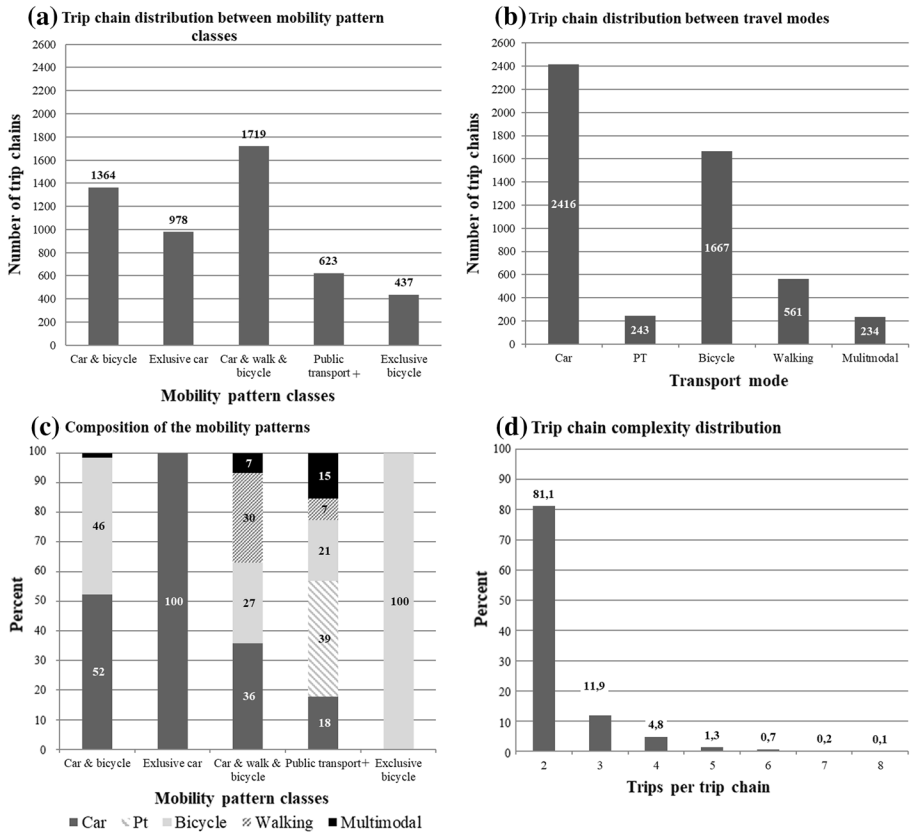 (a) Trip chain distribution between mobility pattern
classes
2600
2400
2200
2000
1800
1600
1400
1200
1000
800
600
400
200
0
Number of trip chains
1364
978
1719
623
437
Car & bicycle
Exlusive car
Car & walk &
bicycle
Public
transport +
Exclusive
bicycle
Mobility pattern classes
(b) Trip chain distribution between travel modes
2600
2400
2200
2000
1800
1600
1400
1200
1000
800
600
400
200
0
Number of trip chains
2416
243
1667
561
234
Car
PT
Bicycle
Walking
Mulitmodal
Transport mode
(c) Composition of the mobility patterns
100
90
80
70
60
50
40
30
20
10
0
Percent
46
52
100
7
30
27
36
15
7
21
39
18
100
Car & bicycle
Exlusive car
Car & walk &
bicycle
Public transport+
Exclusive
bicycle
Mobility pattern classes
Car Pt Bicycle Walking Multimodal
(d) Trip chain complexity distribution
100
90
80
70
60
50
40
30
20
10
0
Percent
81,1
11,9
4,8
1,3
0,7
0,2
0,1
2 3 4 5 6 7 8
Trips per trip chain